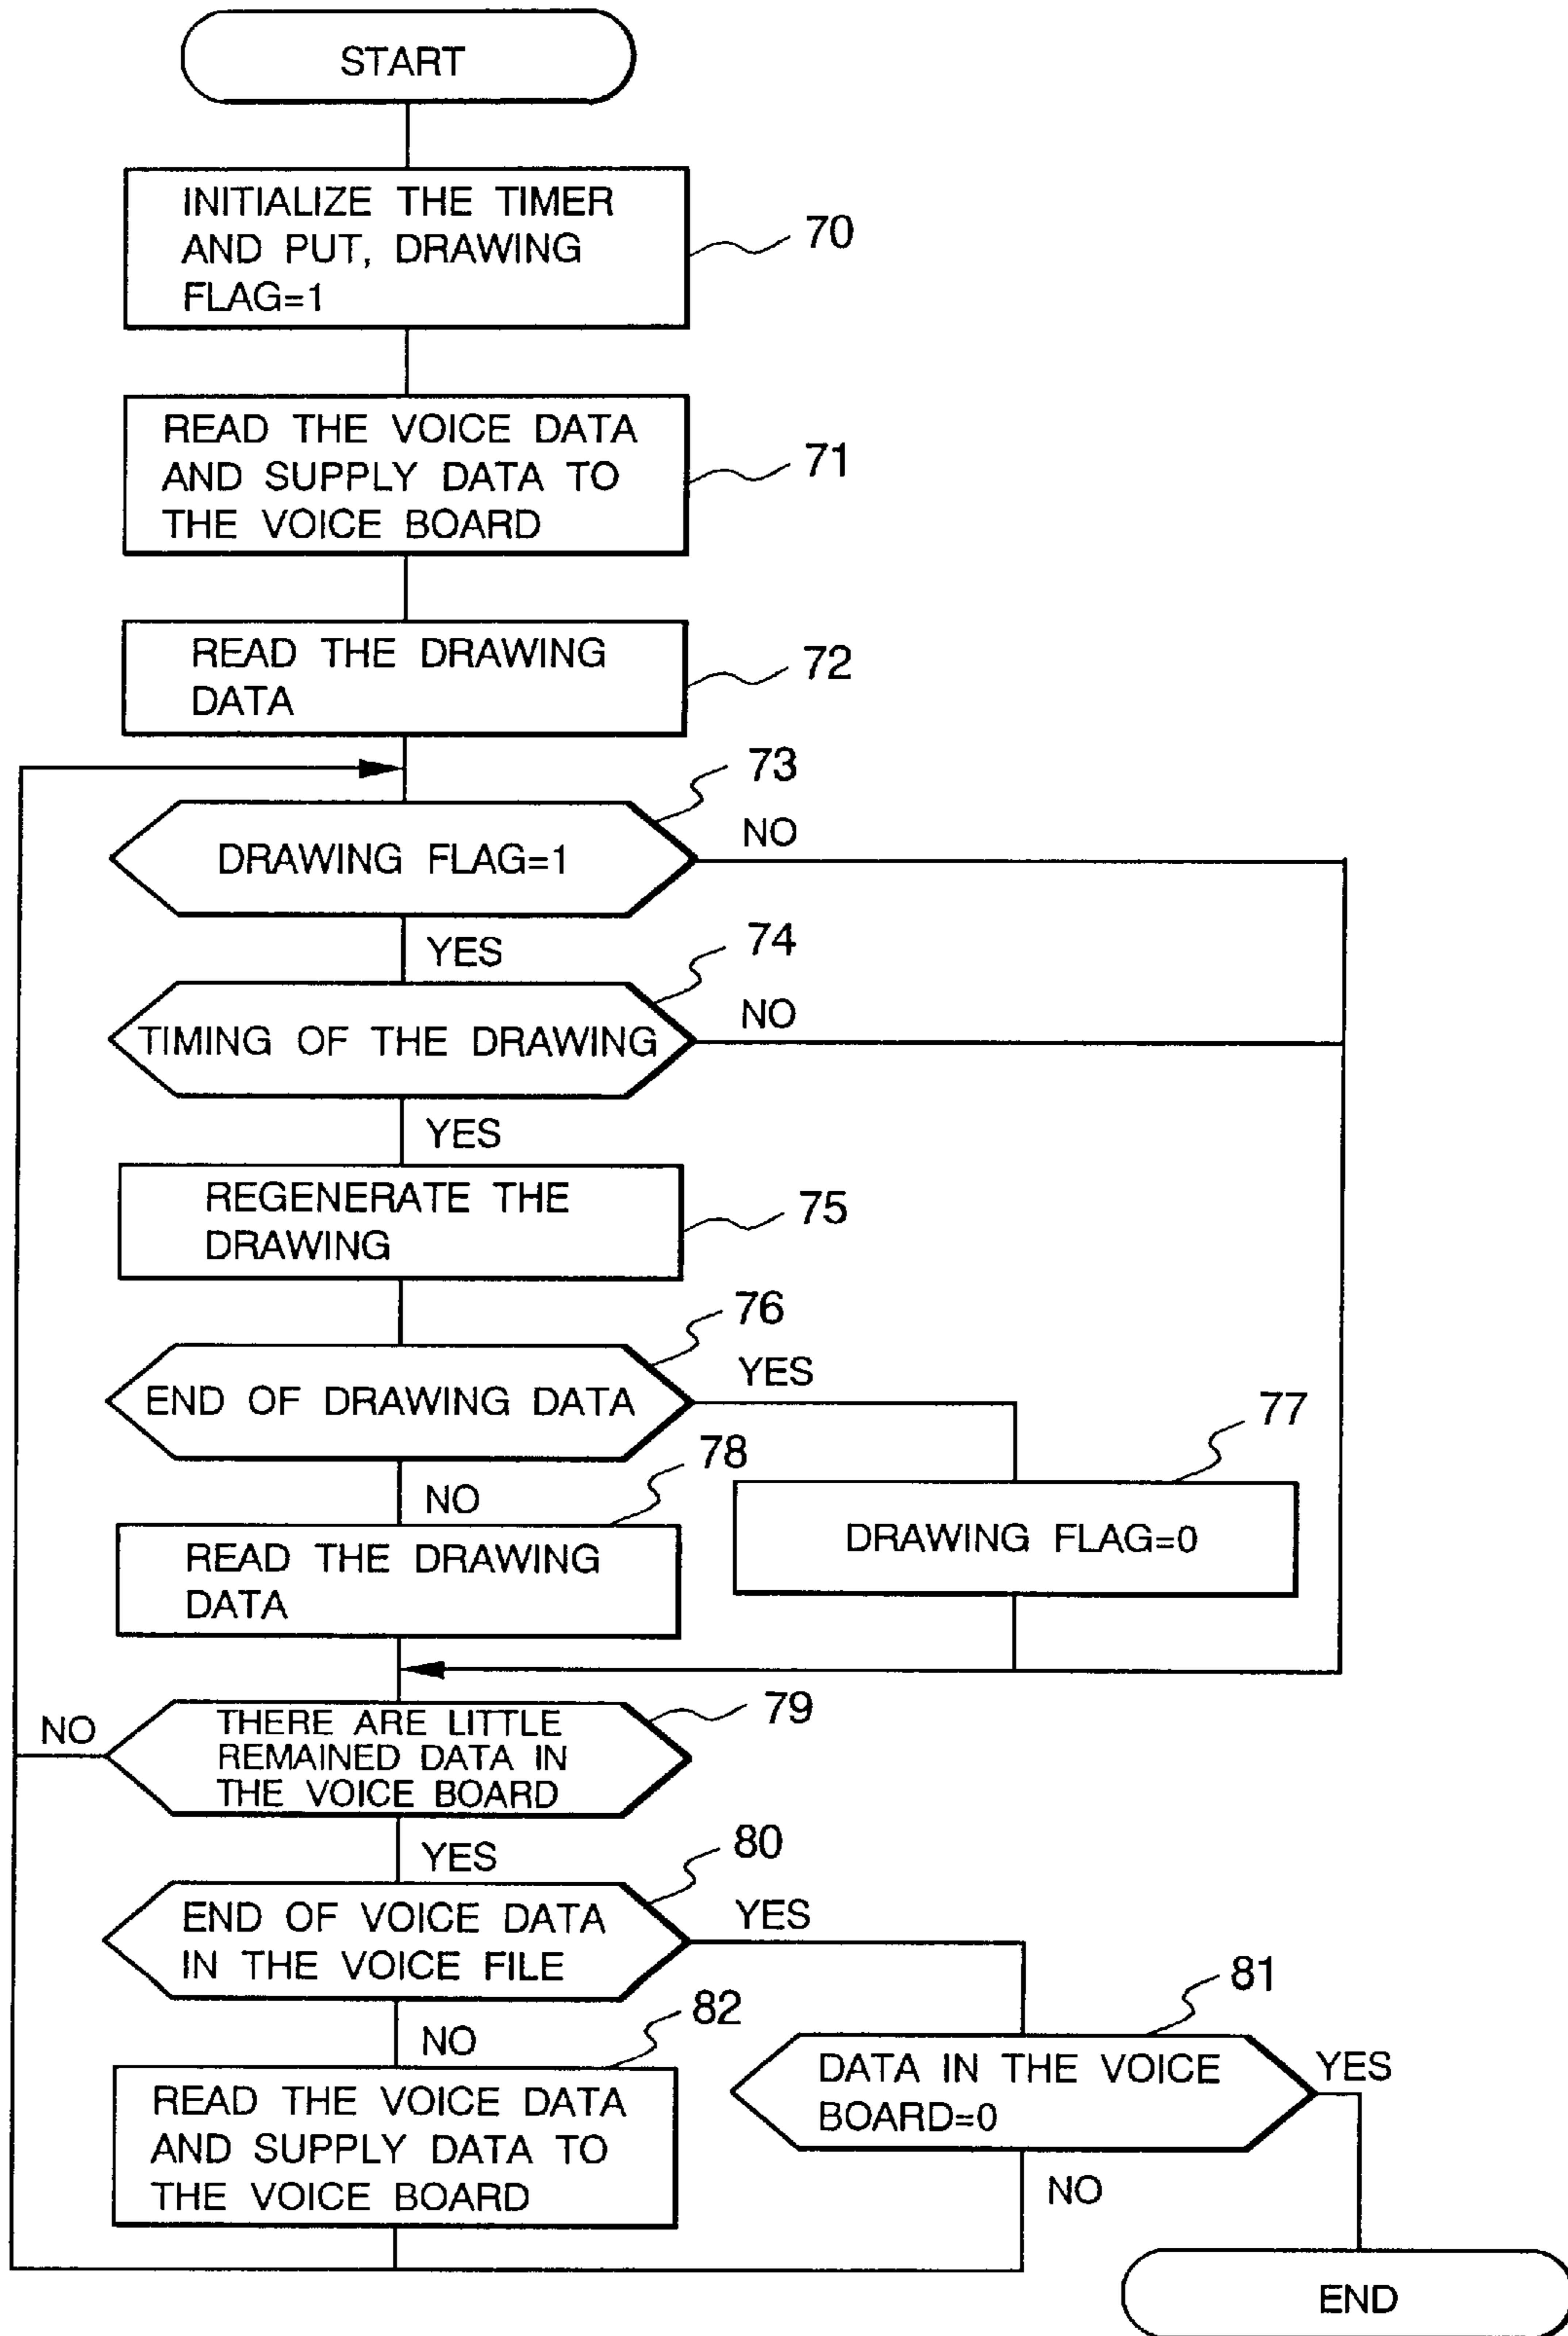 START
INITIALIZE THE TIMER
AND PUT, DRAWING
FLAG=1
70
READ THE VOICE DATA
AND SUPPLY DATA TO
THE VOICE BOARD
71
READ THE DRAWING
DATA
72
73
DRAWING FLAG=1
NO
YES
74
TIMING OF THE DRAWING
NO
YES
REGENERATE THE
DRAWING
75
76
END OF DRAWING DATA
YES
77
NO
78
DRAWING FLAG=0
READ THE DRAWING
DATA
79
THERE ARE LITTLE
REMAINED DATA IN
THE VOICE BOARD
NO
YES
80
END OF VOICE DATA
IN THE VOICE FILE
YES
81
NO
82
DATA IN THE VOICE
BOARD=0
YES
NO
READ THE VOICE DATA
AND SUPPLY DATA TO
THE VOICE BOARD
END